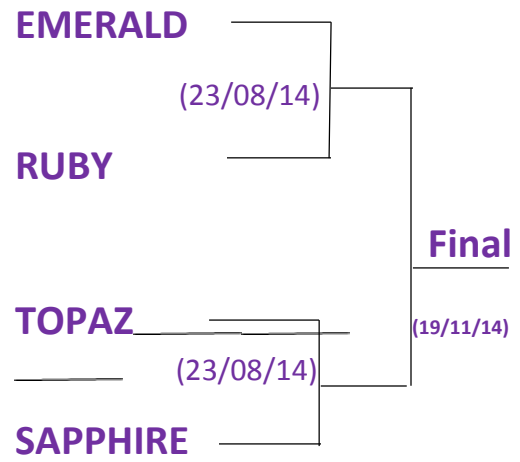 EMERALD
(23/08/14)
RUBY
Final
TOPAZ
(19/11/14)
(23/08/14)
SAPPHIRE